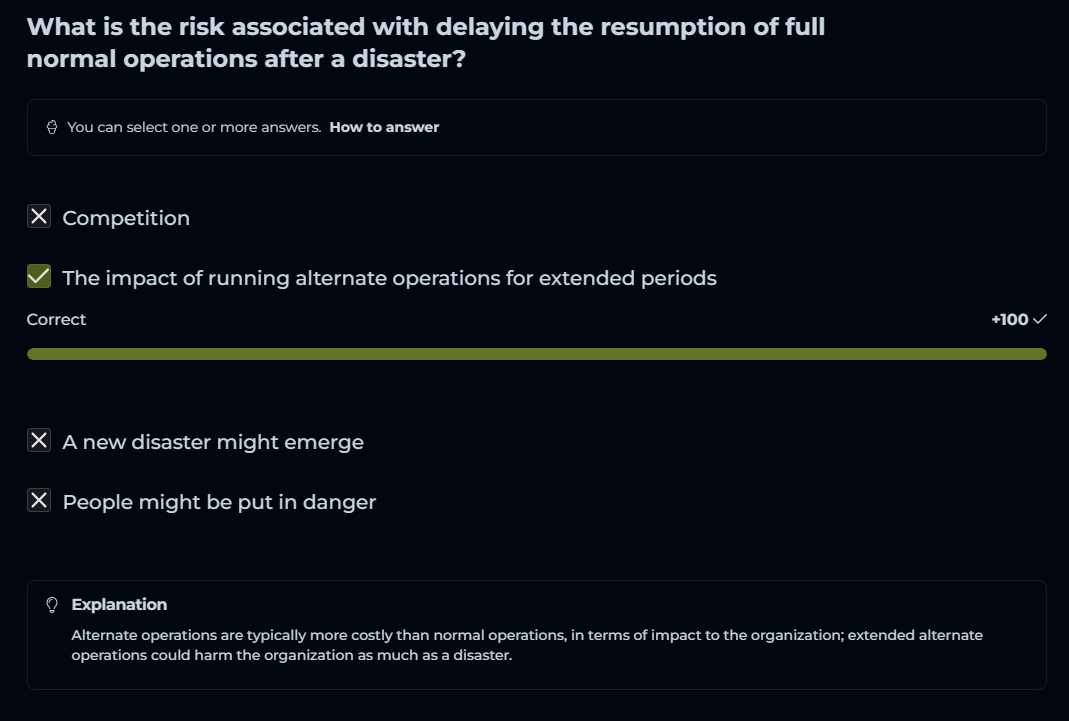 What is the risk associated with delaying the resumption of full
normal operations after a disaster?
You can select one or more answers. How to answer
Competition
The impact of running alternate operations for extended periods
Correct
+100
A new disaster might emerge
People might be put in danger
Explanation
Alternate operations are typically more costly than normal operations, in terms of impact to the organization; extended alternate
operations could harm the organization as much as a disaster.